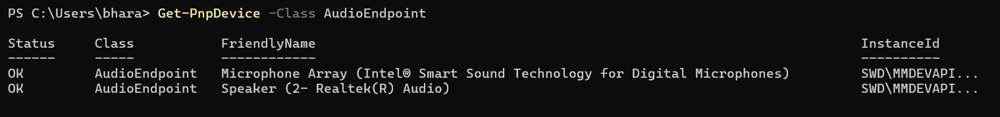 PS C:\Users\bhara> Get-PnpDevice -Class AudioEndpoint
Status     Class           FriendlyName                                                                     InstanceId
------     -----           ------------                                                                     ----------
OK         AudioEndpoint   Microphone Array (Intel® Smart Sound Technology for Digital Microphones)         SWD\MMDEVAPI...
OK         AudioEndpoint   Speaker (2- Realtek(R) Audio)                                                    SWD\MMDEVAPI...